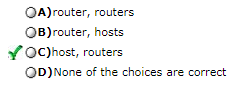 A)router, routers
B)router, hosts
C)host, routers
D)None of the choices are correct